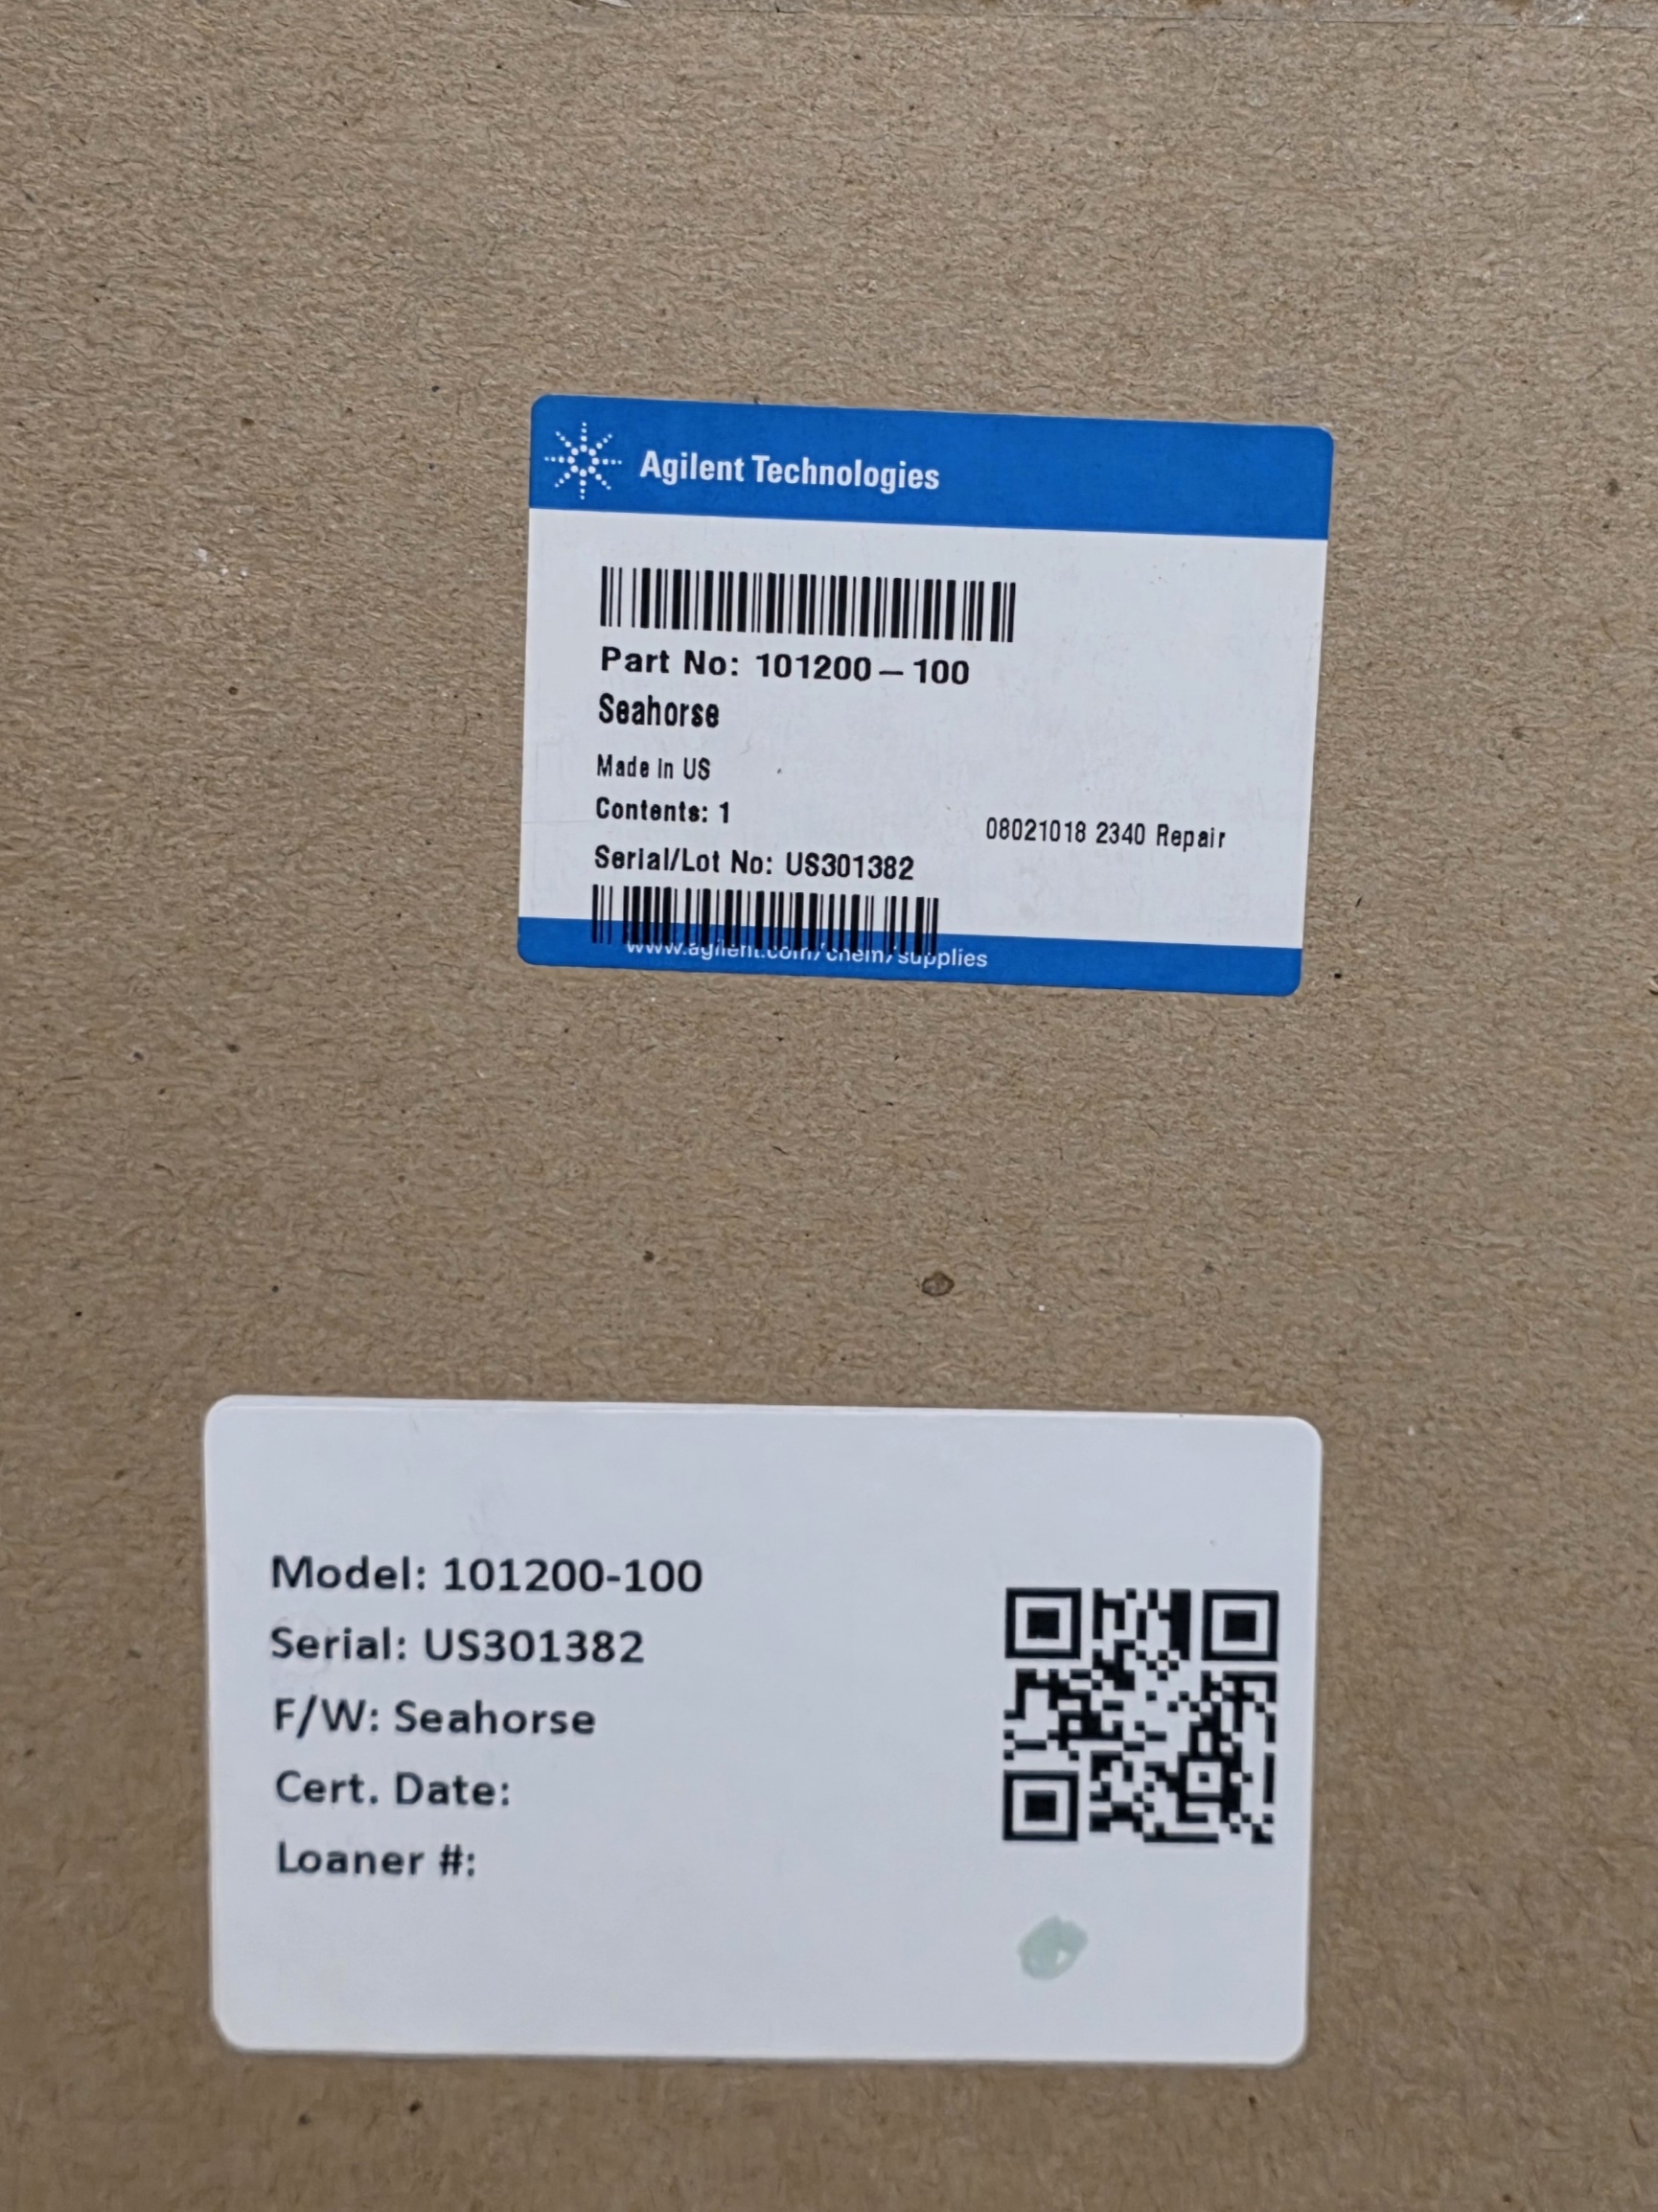 Agilent Technologies
Part No: 101200-100
Seahorse
Made in US
Contents: 1
08021018 2340 Repair
Serial/Lot No: US301382
www.agilent.com/chem/supplies
Model: 101200-100
Serial: US301382
F/W: Seahorse
Cert. Date:
Loaner #: